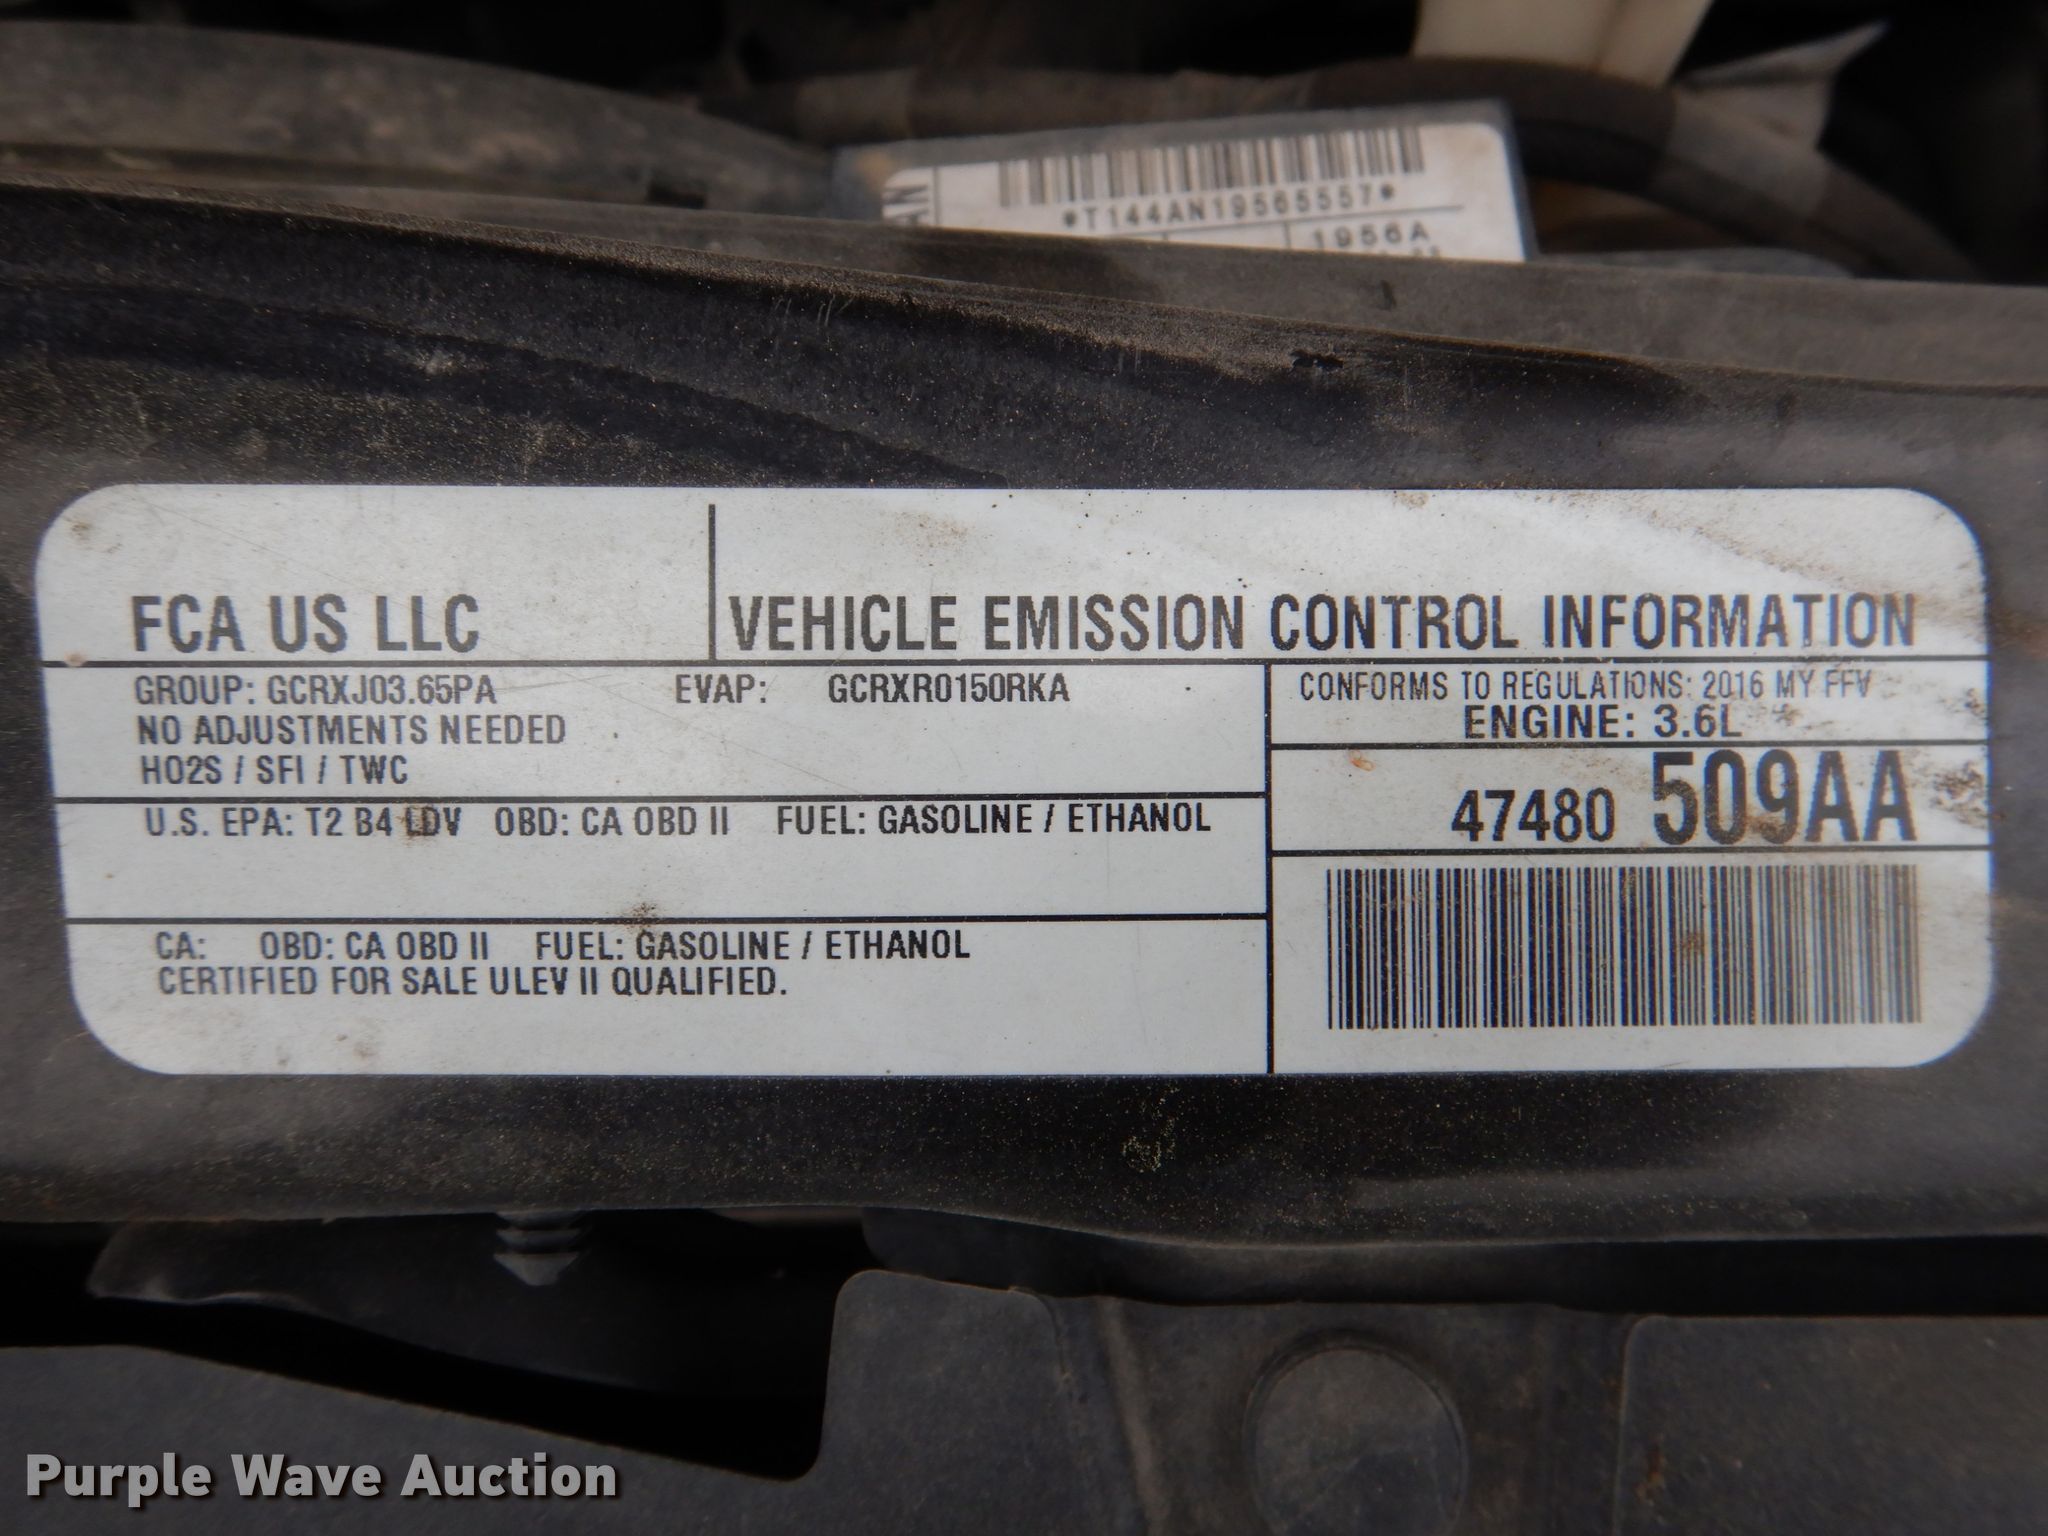 *T144AN19565557*
1956A
FCA US LLC
VEHICLE EMISSION CONTROL INFORMATION
GROUP: GCRXJ03.65PA EVAP: GCRXR0150RKA
NO ADJUSTMENTS NEEDED
HO2S / SFI / TWC
CONFORMS TO REGULATIONS: 2016 MY FFV
ENGINE: 3.6L
47480 509AA
U.S. EPA: T2 B4 LDV OBD: CA OBD II FUEL: GASOLINE / ETHANOL
CA: OBD: CA OBD II FUEL: GASOLINE / ETHANOL
CERTIFIED FOR SALE ULEV II QUALIFIED.
Purple Wave Auction